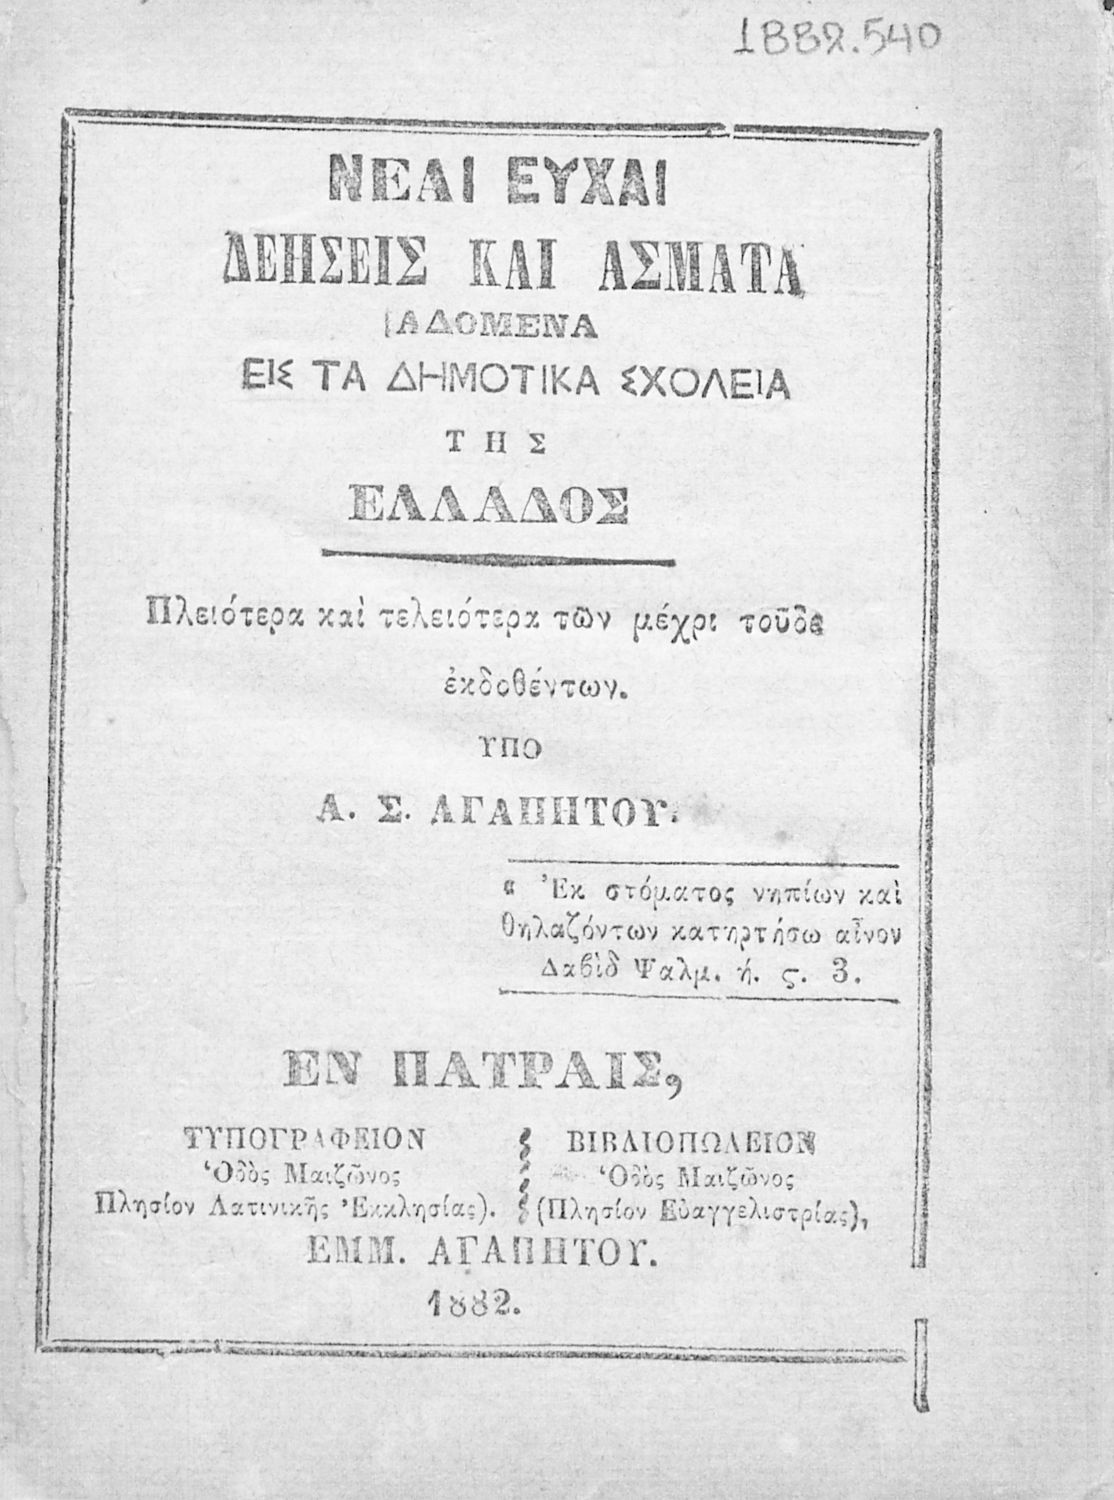 1882.540
ΝΕΑΙ ΕΥΧΑΙ
ΔΕΗΣΕΙΣ ΚΑΙ ΑΣΜΑΤΑ
ΑΔΟΜΕΝΑ
ΕΙΣ ΤΑ ΔΗΜΟΤΙΚΑ ΣΧΟΛΕΙΑ
ΤΗΣ
ΕΛΛΑΔΟΣ
Πλειότερα καὶ τελειότερα τῶν μέχρι τοῦδε
ἐκδοθέντων.
ΥΠΟ
Α. Σ. ΑΓΑΠΗΤΟΥ.
« Ἐκ στόματος νηπίων καὶ
θηλαζόντων κατηρτήσω αἶνον
Δαβὶδ Ψαλμ. ή. ς. 3.
ΕΝ ΠΑΤΡΑΙΣ,
ΤΥΠΟΓΡΑΦΕΙΟΝ
Ὁδὸς Μαιζῶνος
Πλησίον Λατινικῆς Ἐκκλησίας).
ΒΙΒΛΙΟΠΩΛΕΙΟΝ
Ὁδὸς Μαιζῶνος
(Πλησίον Εὐαγγελιστρίας),
ΕΜΜ. ΑΓΑΠΗΤΟΥ.
1882.